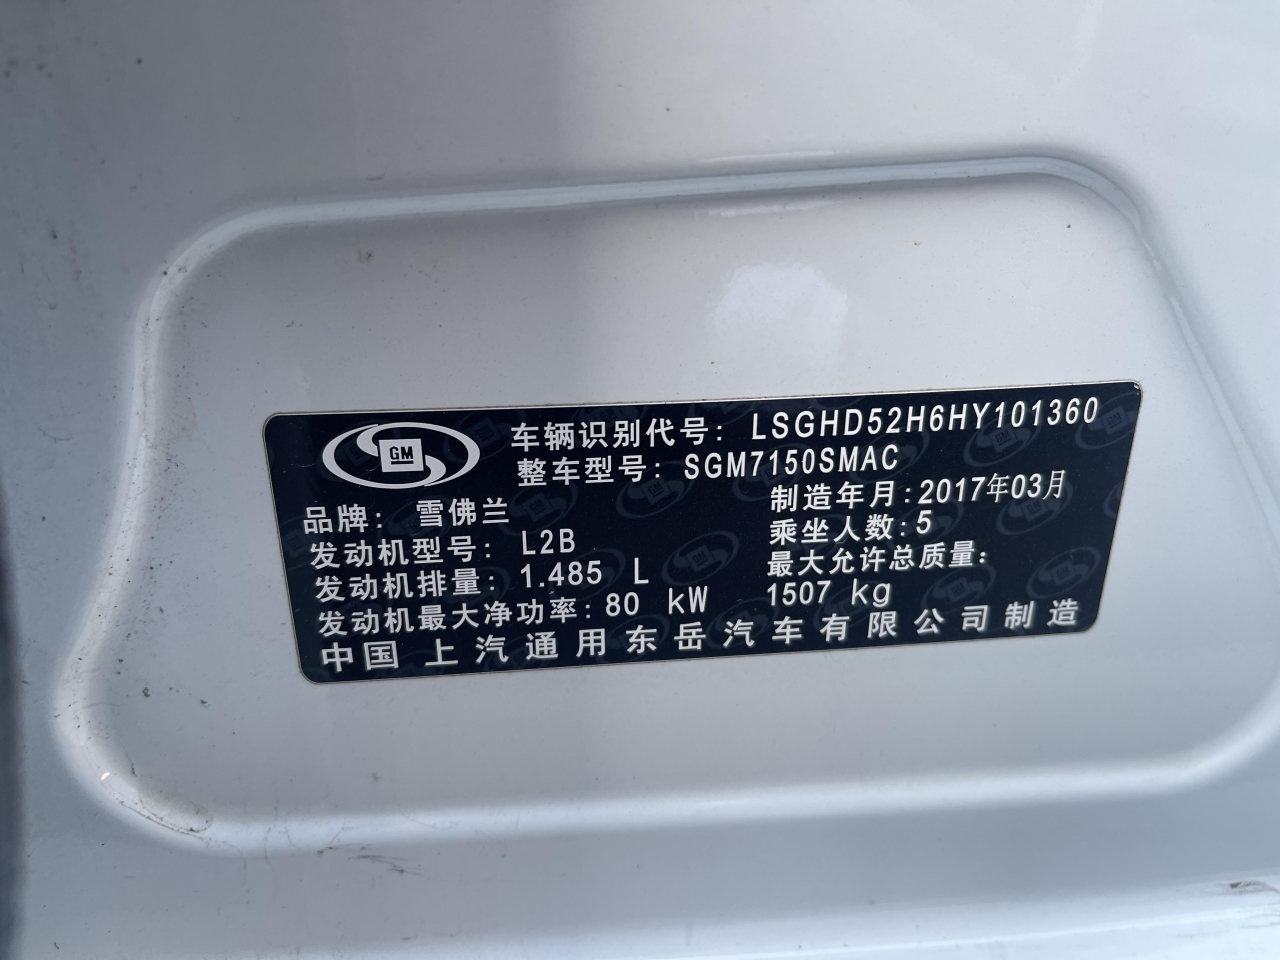 GM
车辆识别代号: LSGHD52H6HY101360
整车型号: SGM7150SMAC
品牌: 雪佛兰
制造年月: 2017年03月
发动机型号: L2B
乘坐人数: 5
发动机排量: 1.485 L
最大允许总质量:
1507 kg
发动机最大净功率: 80 kW
中国 上汽通用东岳汽车有限公司制造